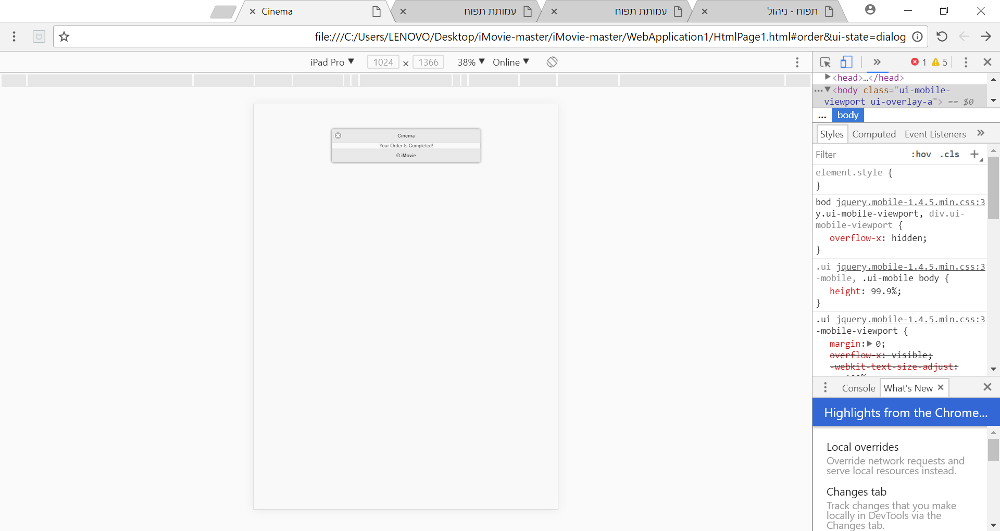 Cinema
עמותת תפוח
עמותת תפוח
תפוח - ניהול
file:///C:/Users/LENOVO/Desktop/iMovie-master/iMovie-master/WebApplication1/HtmlPage1.html#order&ui-state=dialog
iPad Pro ▼ 1024 × 1366 38% ▼ Online ▼
1 5
<head>…</head>
<body class="ui-mobile-
viewport ui-overlay-a"> == $0
... body
Styles Computed Event Listeners »
Filter :hov .cls +
element.style {
}
bod jquery.mobile-1.4.5.min.css:3
y.ui-mobile-viewport, div.ui-
mobile-viewport {
overflow-x: hidden;
}
.ui jquery.mobile-1.4.5.min.css:3
-mobile, .ui-mobile body {
height: 99.9%;
}
.ui jquery.mobile-1.4.5.min.css:3
-mobile-viewport {
margin: 0;
overflow-x: visible;
-webkit-text-size-adjust:
Cinema
Your Order Is Completed!
© iMovie
Console What's New ×
Highlights from the Chrome...
Local overrides
Override network requests and
serve local resources instead.
Changes tab
Track changes that you make
locally in DevTools via the
Changes tab.